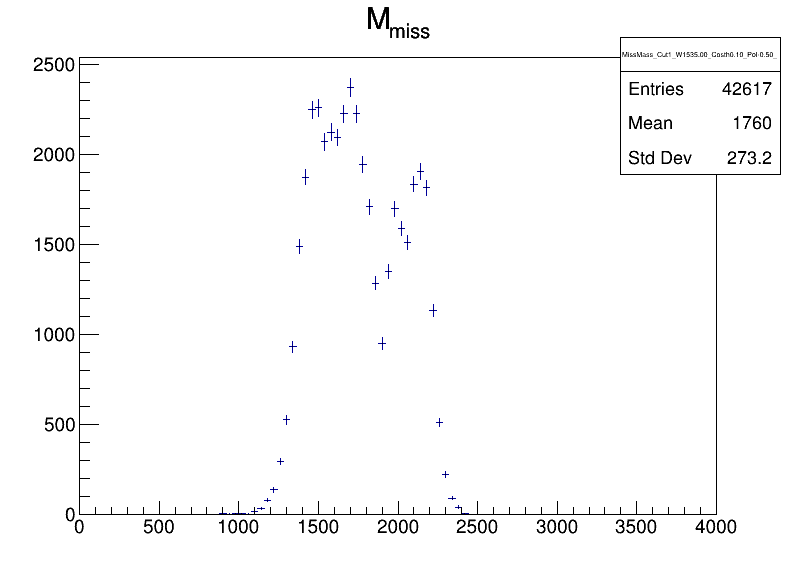 M_miss
MissMass_Cut1_W1535.00_Costh0.10_Pol-0.50_
Entries 42617
Mean 1760
Std Dev 273.2
2500
2000
1500
1000
500
0
0 500 1000 1500 2000 2500 3000 3500 4000